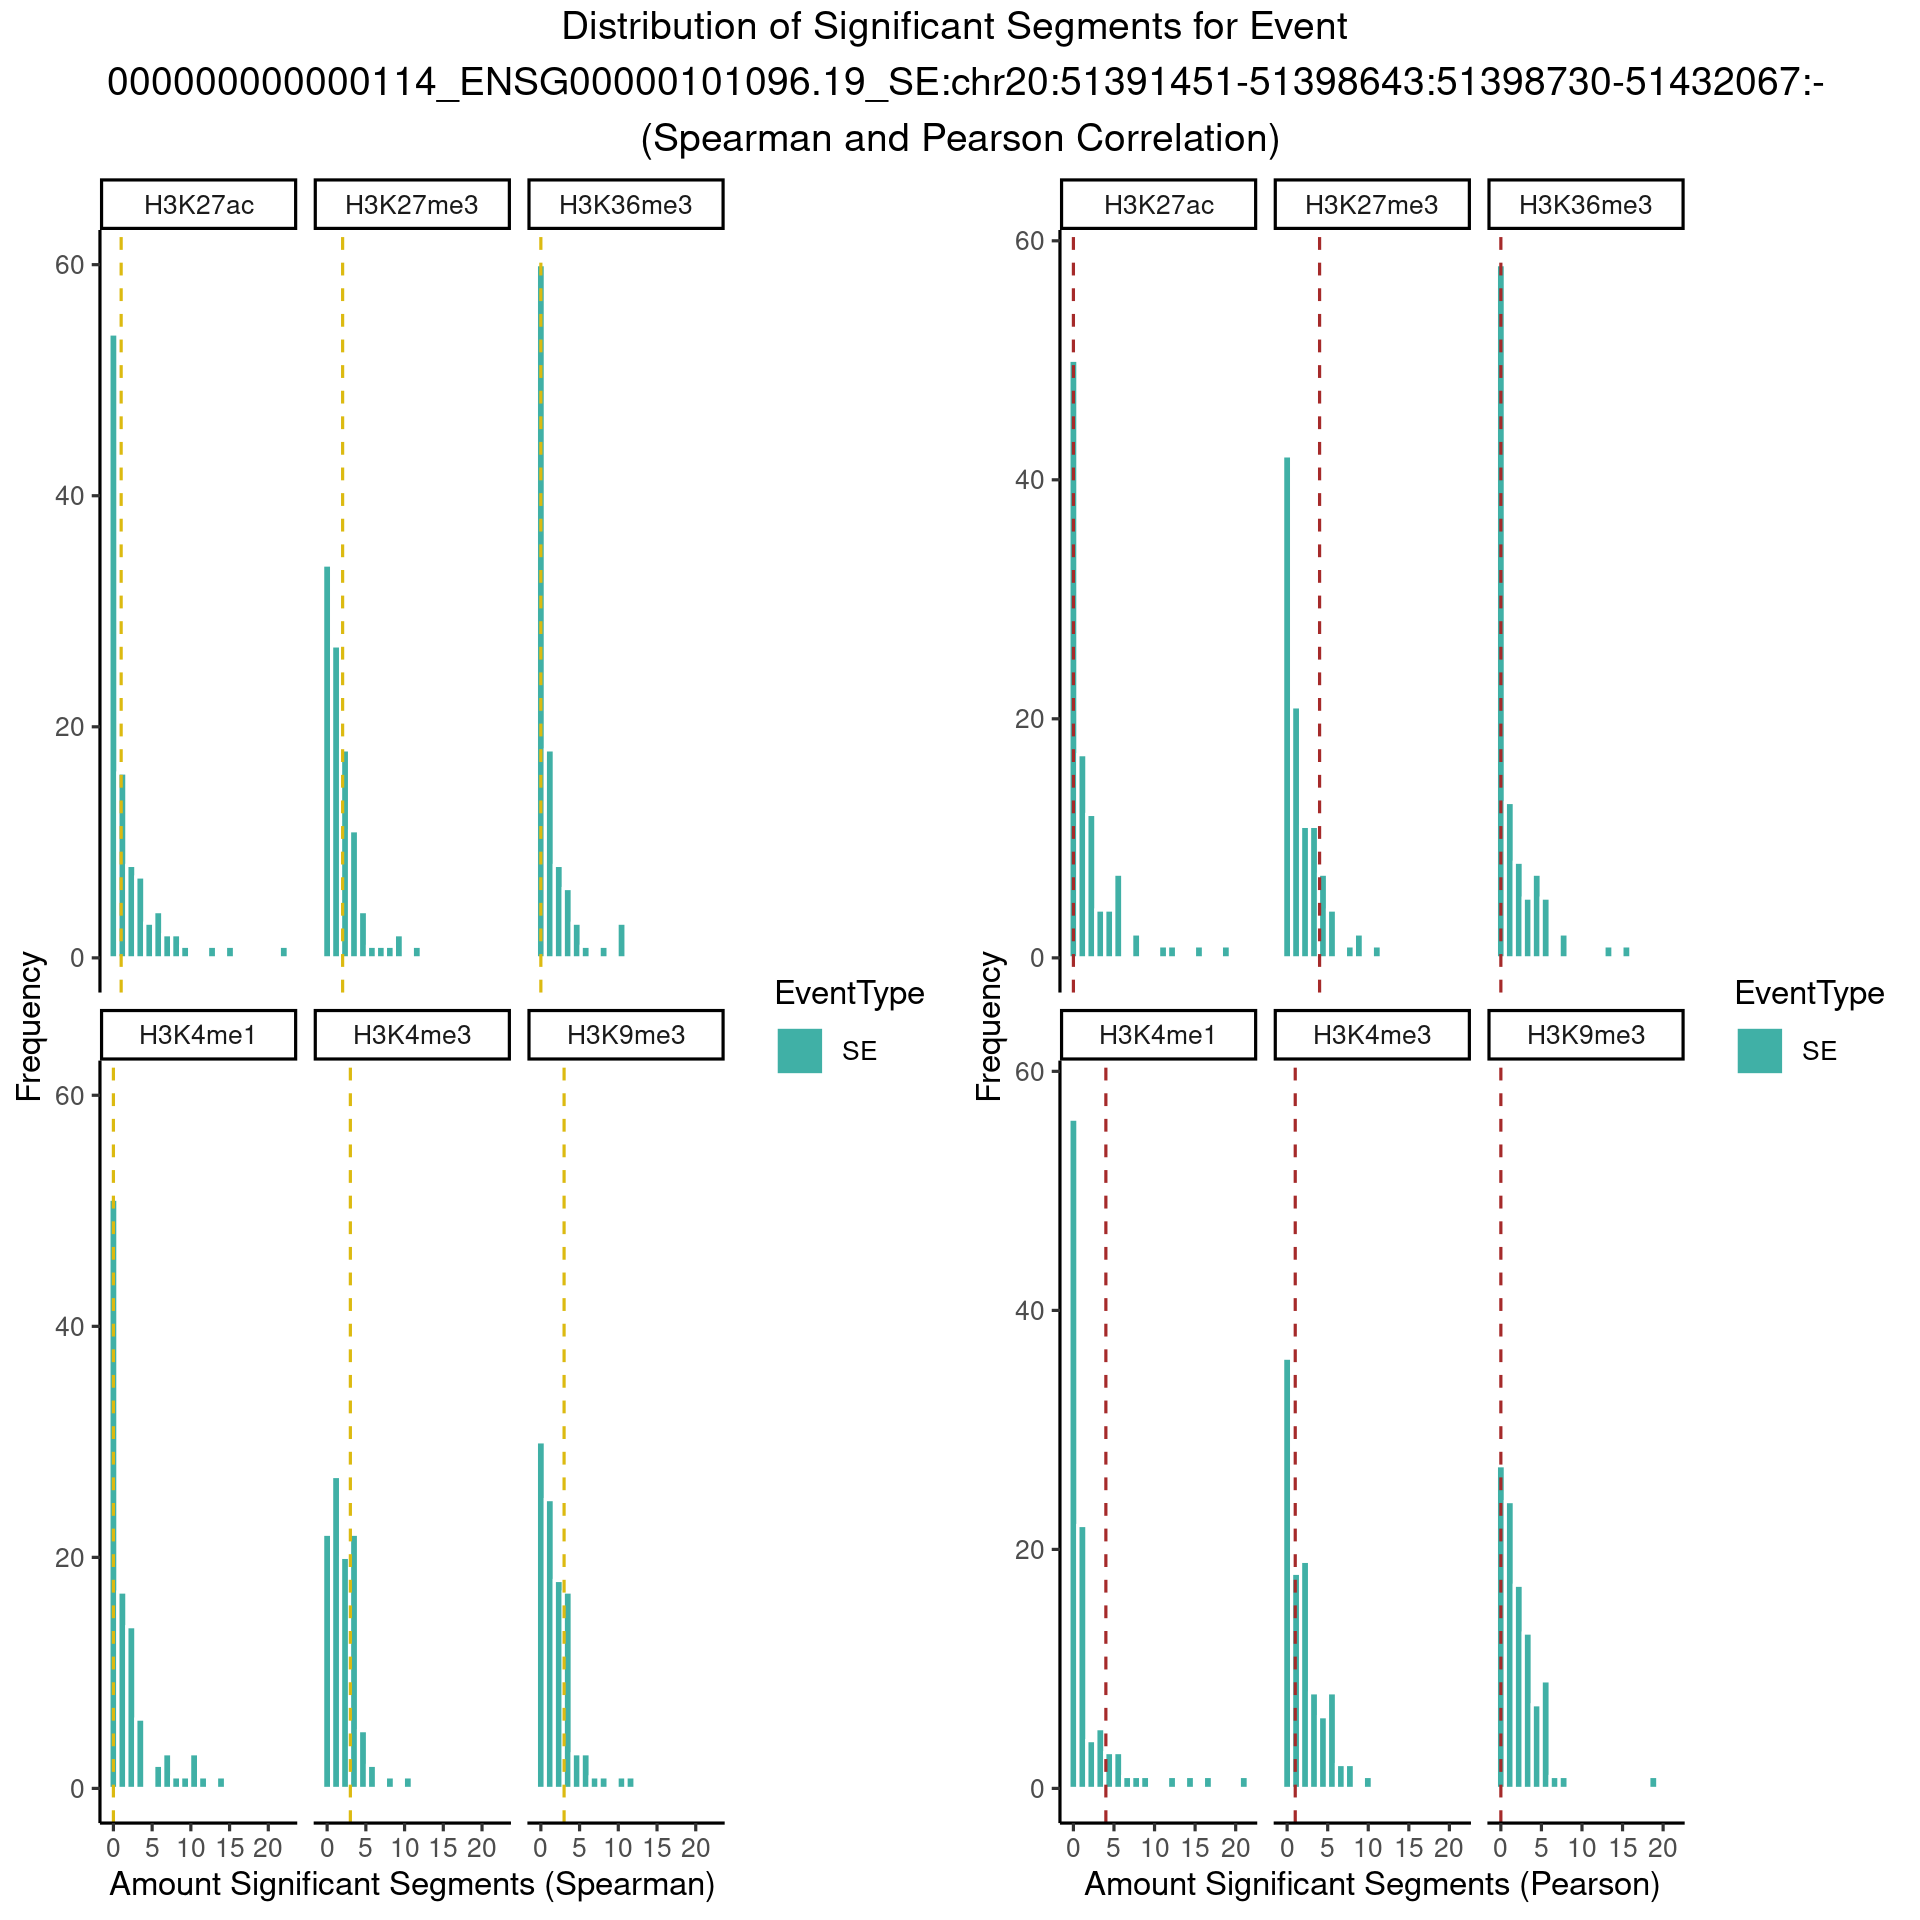 Distribution of Significant Segments for Event
000000000000114_ENSG00000101096.19_SE:chr20:51391451-51398643:51398730-51432067:-
(Spearman and Pearson Correlation)
H3K27ac H3K27me3 H3K36me3
60
40
20
0
H3K4me1 H3K4me3 H3K9me3
60
40
20
0
0 5 10 15 20 0 5 10 15 20 0 5 10 15 20
Frequency
Amount Significant Segments (Spearman)
EventType
SE
H3K27ac H3K27me3 H3K36me3
60
40
20
0
H3K4me1 H3K4me3 H3K9me3
60
40
20
0
0 5 10 15 20 0 5 10 15 20 0 5 10 15 20
Frequency
Amount Significant Segments (Pearson)
EventType
SE